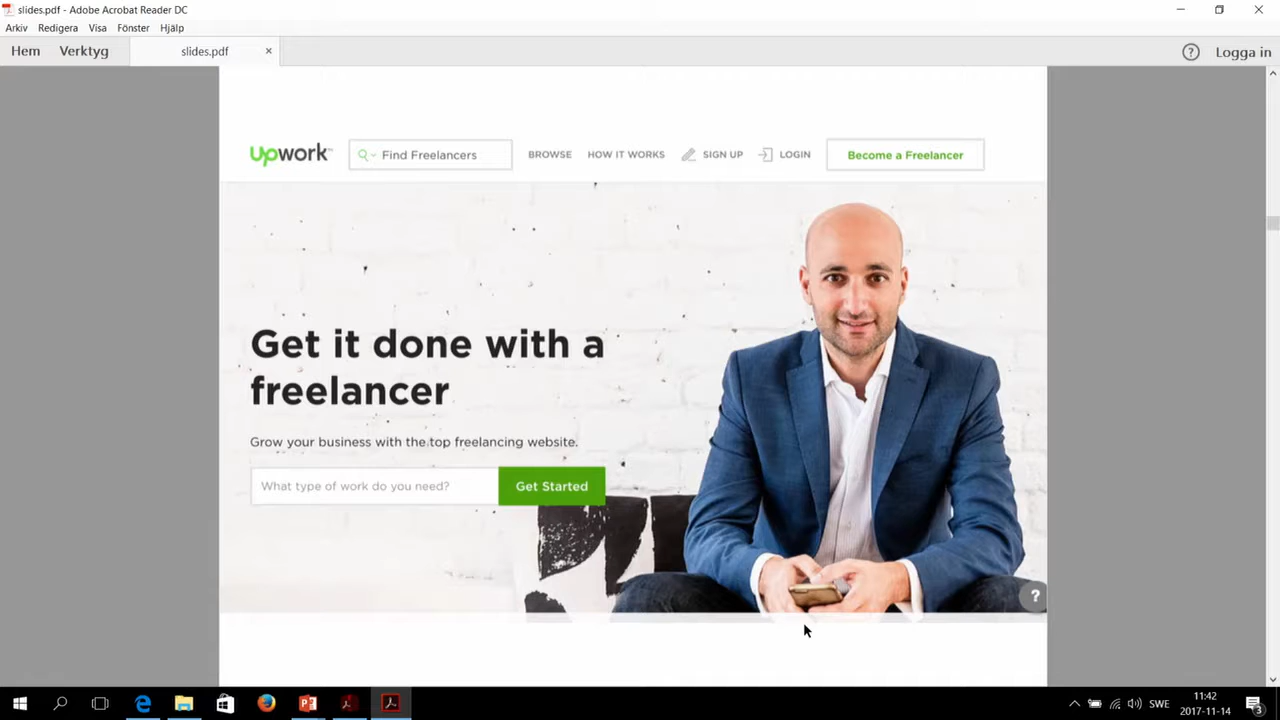 slides.pdf - Adobe Acrobat Reader DC
Arkiv Redigera Visa Fönster Hjälp
Hem Verktyg slides.pdf × ? Logga in
Upwork Find Freelancers BROWSE HOW IT WORKS SIGN UP LOGIN Become a Freelancer
Get it done with a
freelancer
Grow your business with the top freelancing website.
What type of work do you need? Get Started
?
SWE 11:42
2017-11-14 3